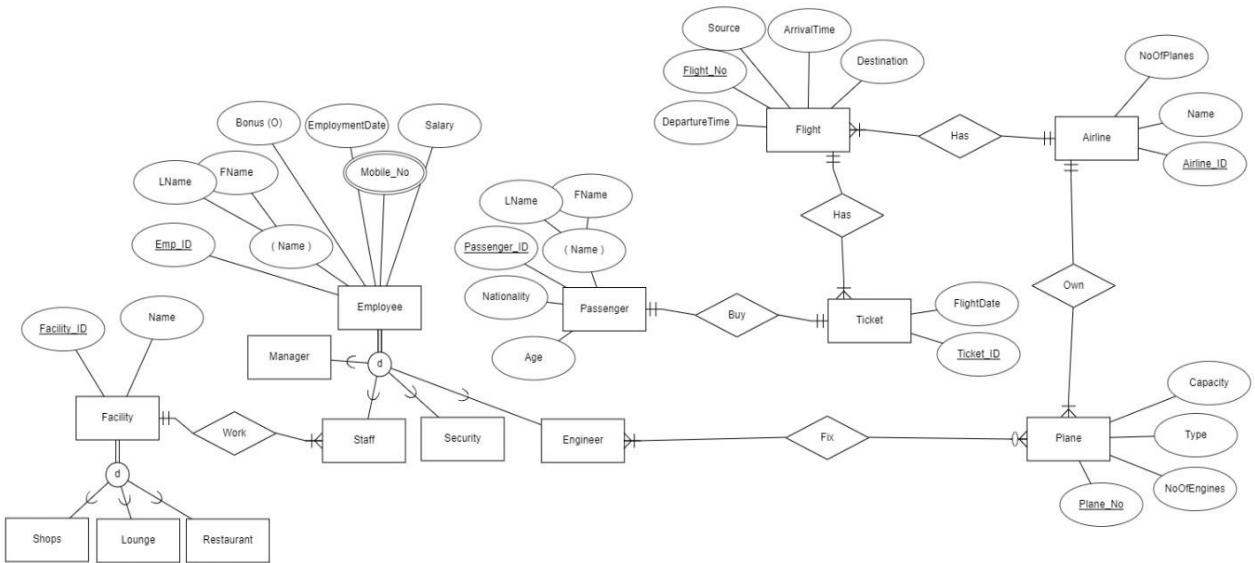 Source
ArrivalTime
Flight_No
Destination
NoOfPlanes
DepartureTime
Flight
Has
Airline
Name
Airline_ID
Bonus (O)
EmploymentDate
Salary
Mobile_No
LName
FName
( Name )
Emp_ID
Employee
LName
FName
Passenger_ID
( Name )
Nationality
Passenger
Age
Buy
Has
Ticket
FlightDate
Ticket_ID
Own
Facility_ID
Name
Manager
d
Facility
Work
Staff
Security
Engineer
Fix
Plane
Capacity
Type
NoOfEngines
Plane_No
d
Shops
Lounge
Restaurant